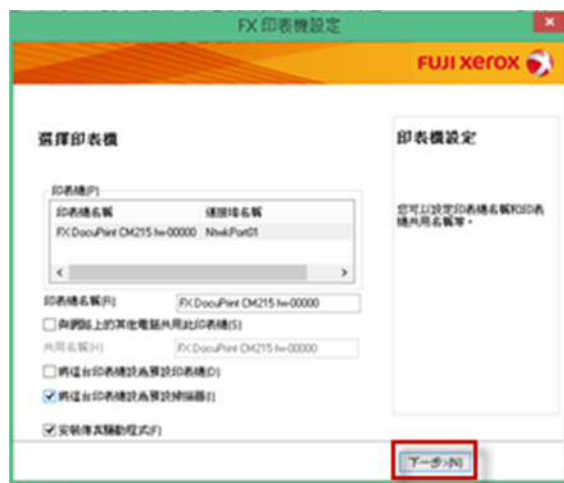 FX 印表機設定
FUJI xerox
選擇印表機
印表機(P)
印表機名稱 連接埠名稱
FX DocuPrint CM215 fw-00000 NtwkPort01
印表機名稱(R): FX DocuPrint CM215 fw-00000
與網路上的其他電腦共用此印表機(S)
共用名稱(H): FX DocuPrint CM215 fw-00000
將這台印表機設為預設印表機(D)
將這台印表機設為預設掃描器(I)
安裝傳真驅動程式(F)
印表機設定
您可以設定印表機名稱和印表
機共用名稱等。
下一步>(N)